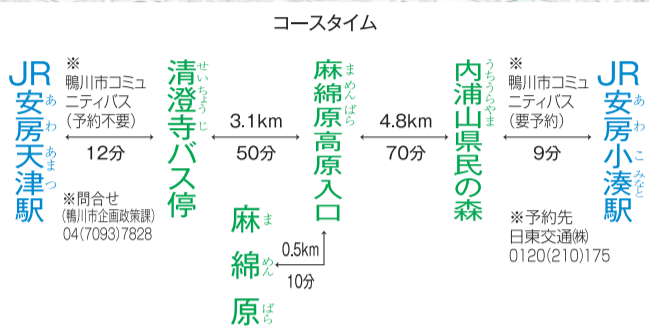 コースタイム
JR安房天津駅
あわあまつ
※
鴨川市コミュ
ニティバス
(予約不要)
12分
※問合せ
(鴨川市企画政策課)
04(7093)7828
清澄寺バス停
せいちょうじ
3.1km
50分
麻綿原高原入口
まめんばら
0.5km
10分
麻綿原
まめんばら
4.8km
70分
内浦山県民の森
うちうらやま
※
鴨川市コミュ
ニティバス
(要予約)
9分
※予約先
日東交通㈱
0120(210)175
JR安房小湊駅
あわこみなと